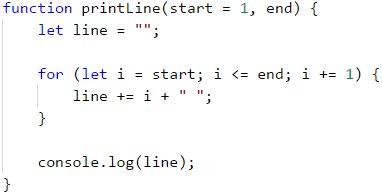 function printLine(start = 1, end) {
    let line = "";

    for (let i = start; i <= end; i += 1) {
        line += i + " ";
    }

    console.log(line);
}